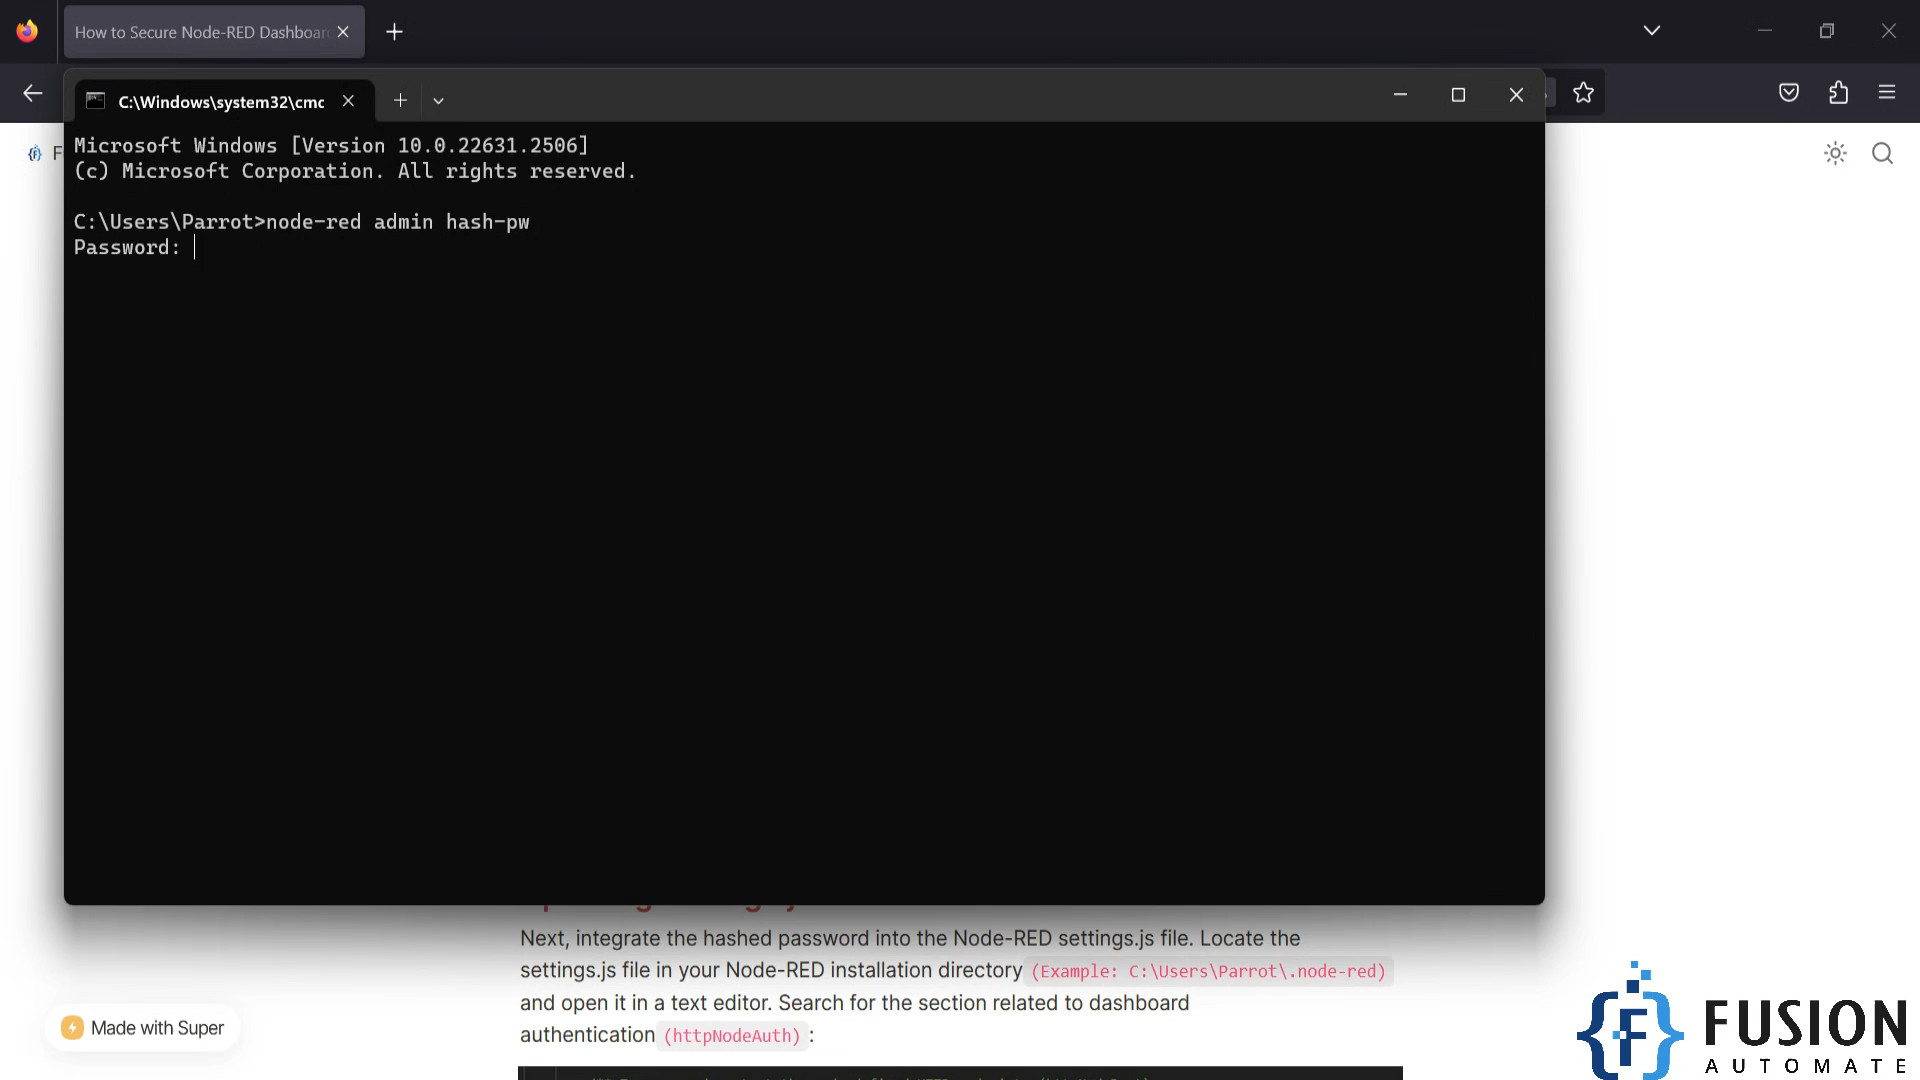 How to Secure Node-RED Dashboar
C:\Windows\system32\cmc
Microsoft Windows [Version 10.0.22631.2506]
(c) Microsoft Corporation. All rights reserved.
C:\Users\Parrot>node-red admin hash-pw
Password:
Next, integrate the hashed password into the Node-RED settings.js file. Locate the
settings.js file in your Node-RED installation directory (Example: C:\Users\Parrot\.node-red)
and open it in a text editor. Search for the section related to dashboard
authentication (httpNodeAuth) :
Made with Super
FUSION
AUTOMATE